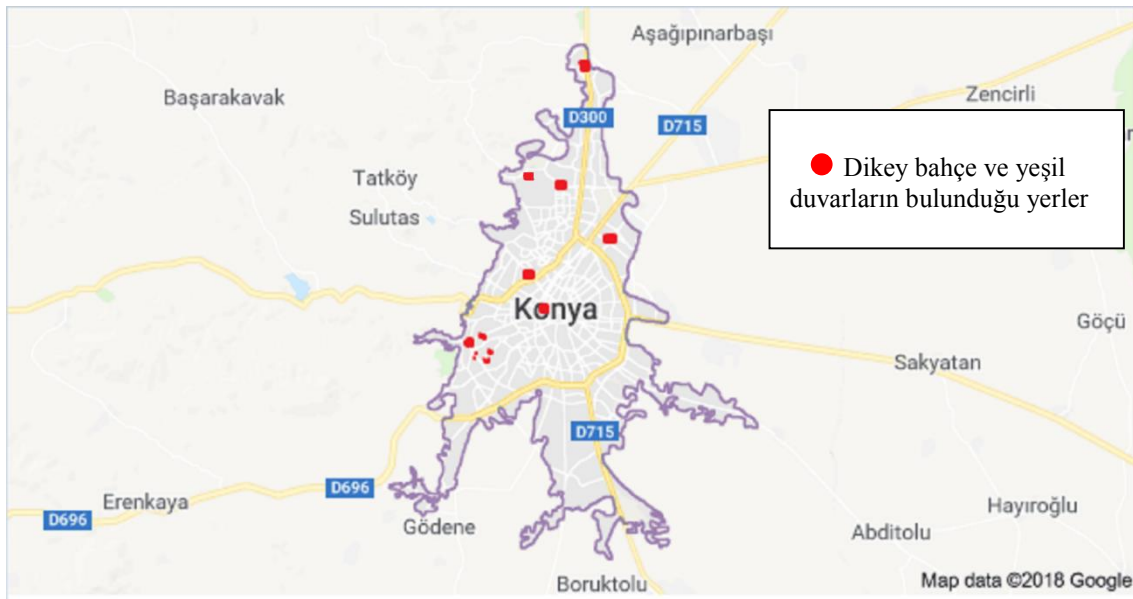 Aşağıpınarbaşı
Başarakavak
Zencirli
D300
D715
Dikey bahçe ve yeşil
duvarların bulunduğu yerler
Tatköy
Sulutas
Konya
Göçü
Sakyatan
D715
D696
Erenkaya
D696
Gödene
Hayıroğlu
Abditolu
Boruktolu
Map data ©2018 Google